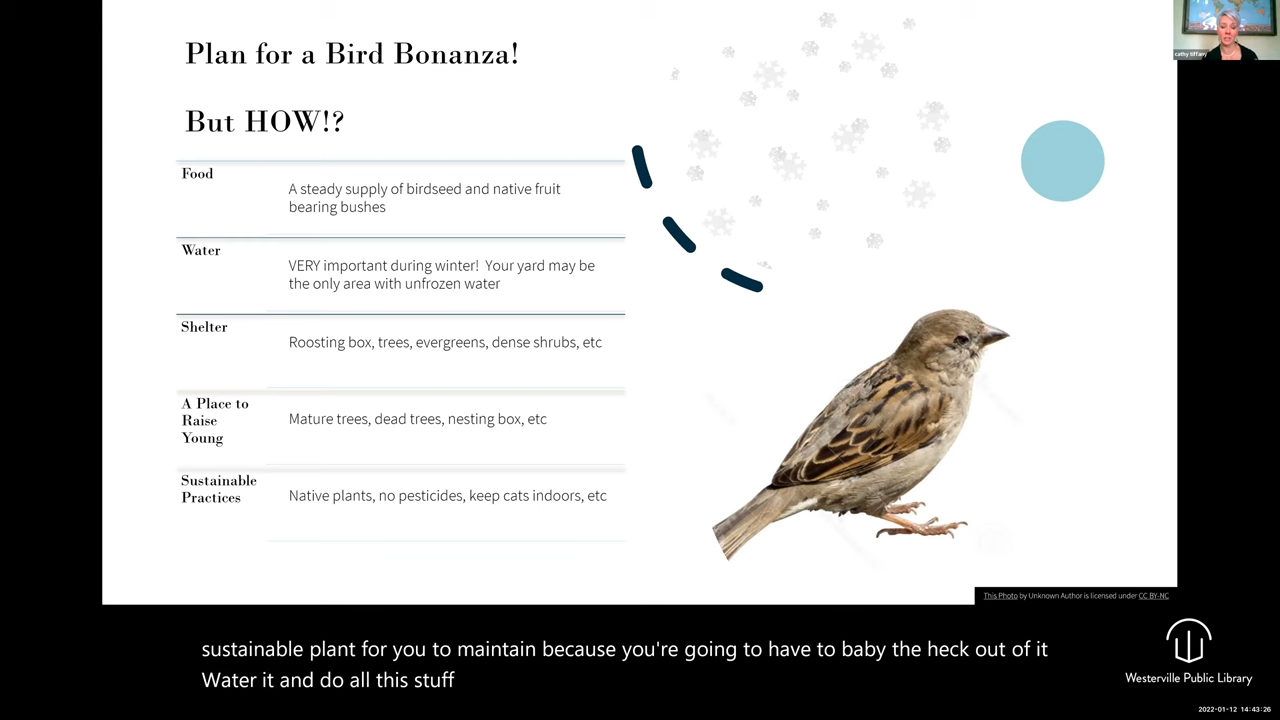 Plan for a Bird Bonanza!
But HOW!?
Food
A steady supply of birdseed and native fruit
bearing bushes
Water
VERY important during winter! Your yard may be
the only area with unfrozen water
Shelter
Roosting box, trees, evergreens, dense shrubs, etc
A Place to
Raise
Young
Mature trees, dead trees, nesting box, etc
Sustainable
Practices
Native plants, no pesticides, keep cats indoors, etc
cathy tiffany
This Photo by Unknown Author is licensed under CC BY-NC
sustainable plant for you to maintain because you're going to have to baby the heck out of it
Water it and do all this stuff
Westerville Public Library
2022-01-12 14:43:26